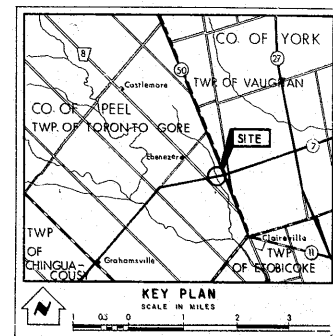 CO. OF YORK
27
8
50
Castlemore
TWP. OF VAUGHAN
CO. OF PEEL
TWP. OF TORONTO GORE
SITE
Ebenezer
7
TWP
OF
CHINGUA-
COUSY
Grahamsville
Claireville
TWP.
OF ETOBICOKE
11
N
KEY PLAN
SCALE IN MILES
1 0.5 0 1 2 3